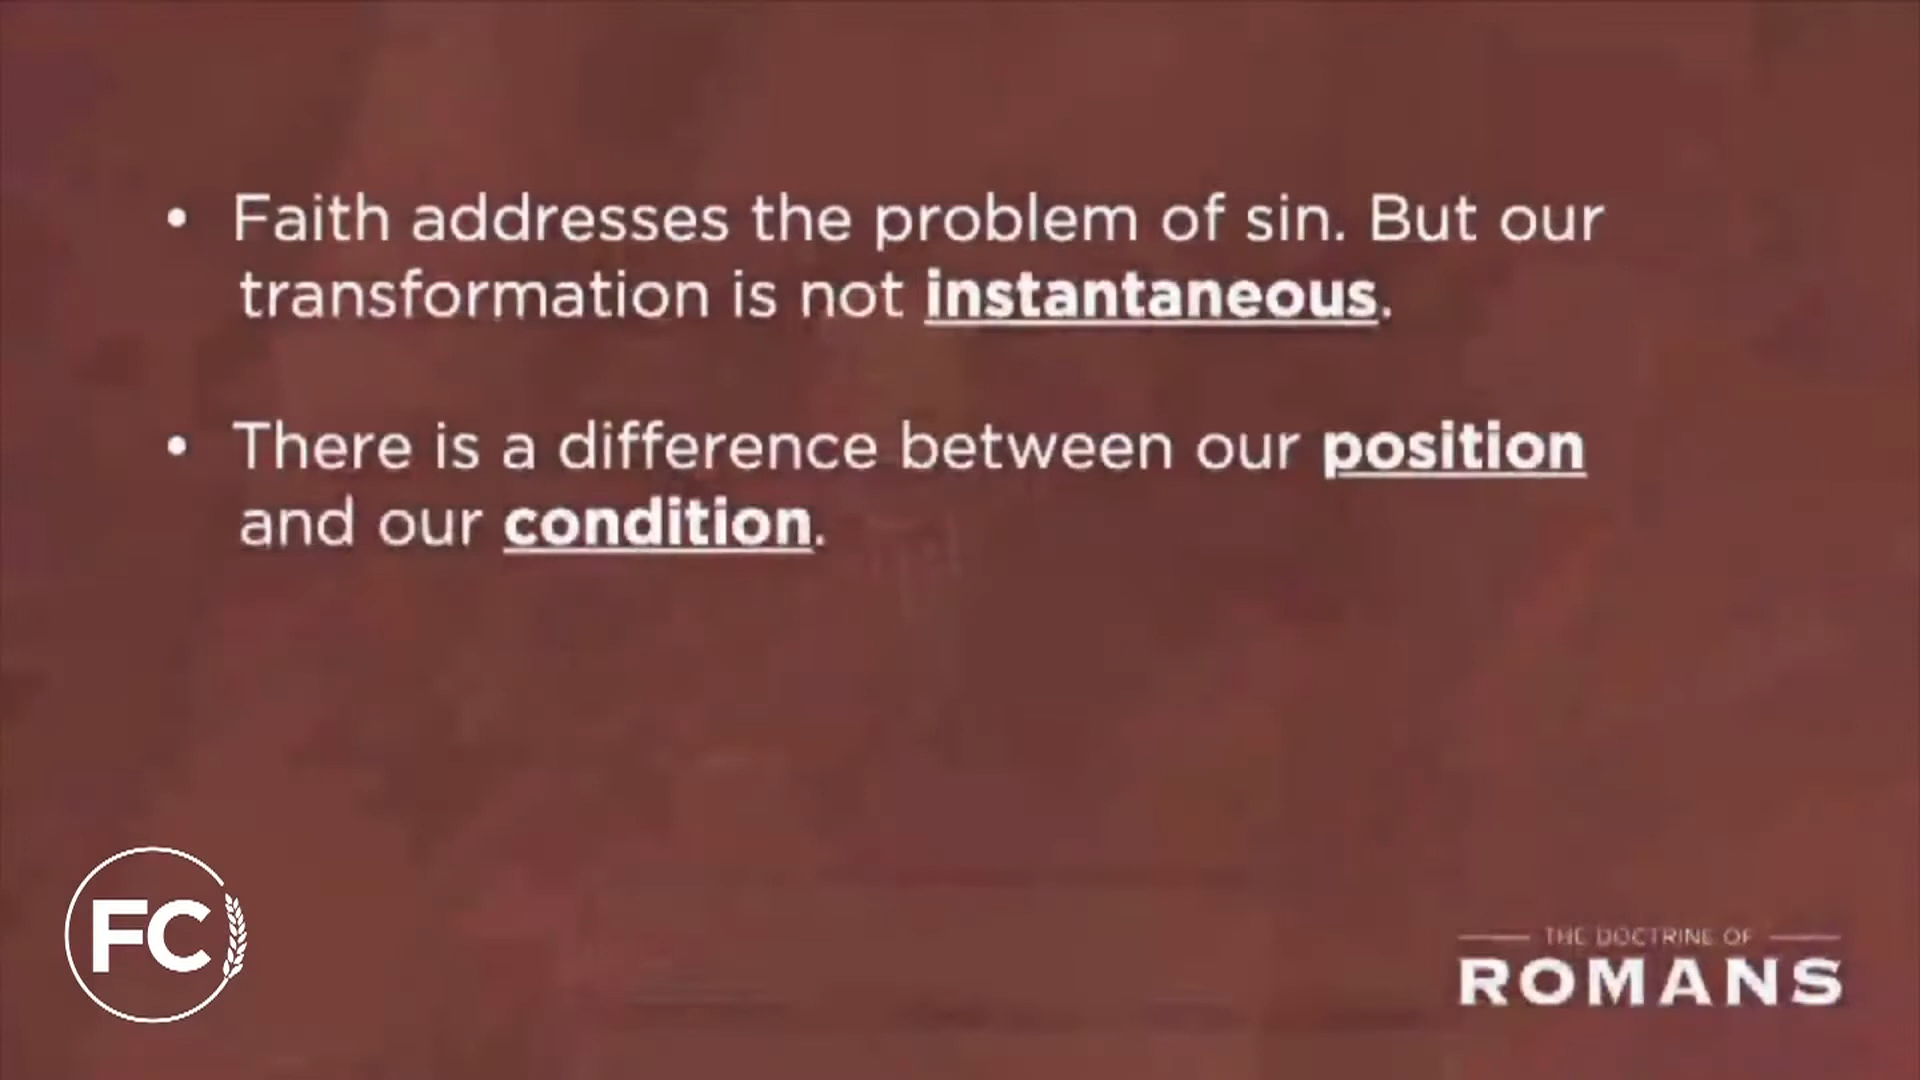 • Faith addresses the problem of sin. But our
transformation is not instantaneous.
• There is a difference between our position
and our condition.
FC
THE DOCTRINE OF
ROMANS